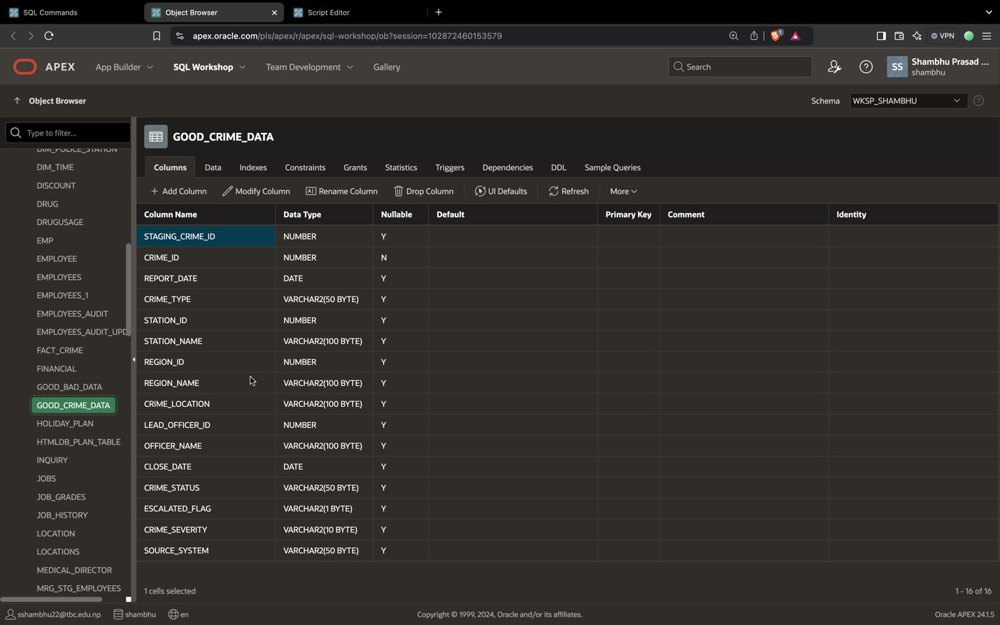 SQL Commands
Object Browser
Script Editor
apex.oracle.com/pls/apex/r/apex/sql-workshop/ob?session=102872460153579
1
VPN
APEX
App Builder
SQL Workshop
Team Development
Gallery
Search
SS
Shambhu Prasad ...
shambhu
Object Browser
Schema
WKSP_SHAMBHU
Type to filter...
DIM_POLICE_STATION
DIM_TIME
DISCOUNT
DRUG
DRUGUSAGE
EMP
EMPLOYEE
EMPLOYEES
EMPLOYEES_1
EMPLOYEES_AUDIT
EMPLOYEES_AUDIT_UPD
FACT_CRIME
FINANCIAL
GOOD_BAD_DATA
GOOD_CRIME_DATA
HOLIDAY_PLAN
HTMLDB_PLAN_TABLE
INQUIRY
JOBS
JOB_GRADES
JOB_HISTORY
LOCATION
LOCATIONS
MEDICAL_DIRECTOR
MRG_STG_EMPLOYEES
GOOD_CRIME_DATA
Columns Data Indexes Constraints Grants Statistics Triggers Dependencies DDL Sample Queries
Add Column Modify Column Rename Column Drop Column UI Defaults Refresh More
Column Name Data Type Nullable Default Primary Key Comment Identity
STAGING_CRIME_ID NUMBER Y
CRIME_ID NUMBER N
REPORT_DATE DATE Y
CRIME_TYPE VARCHAR2(50 BYTE) Y
STATION_ID NUMBER Y
STATION_NAME VARCHAR2(100 BYTE) Y
REGION_ID NUMBER Y
REGION_NAME VARCHAR2(100 BYTE) Y
CRIME_LOCATION VARCHAR2(100 BYTE) Y
LEAD_OFFICER_ID NUMBER Y
OFFICER_NAME VARCHAR2(100 BYTE) Y
CLOSE_DATE DATE Y
CRIME_STATUS VARCHAR2(50 BYTE) Y
ESCALATED_FLAG VARCHAR2(1 BYTE) Y
CRIME_SEVERITY VARCHAR2(10 BYTE) Y
SOURCE_SYSTEM VARCHAR2(50 BYTE) Y
1 cells selected
1 - 16 of 16
sshambhu22@tbc.edu.np
shambhu
en
Copyright © 1999, 2024, Oracle and/or its affiliates.
Oracle APEX 24.1.5